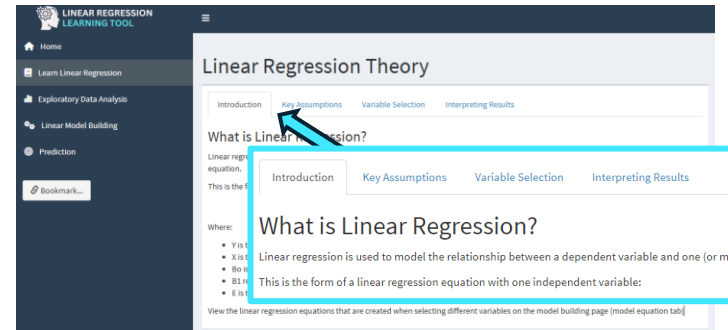 LINEAR REGRESSION
LEARNING TOOL
Home
Learn Linear Regression
Exploratory Data Analysis
Linear Model Building
Prediction
Bookmark...
Linear Regression Theory
Introduction Key Assumptions Variable Selection Interpreting Results
What is Linear Regression?
Linear regre
equation.
This is the f
Where:
Y is t
X is t
Bo is
B1 re
E is t
View the linear regression equations that are created when selecting different variables on the model building page (model equation tab)
Introduction Key Assumptions Variable Selection Interpreting Results
What is Linear Regression?
Linear regression is used to model the relationship between a dependent variable and one (or m
This is the form of a linear regression equation with one independent variable: